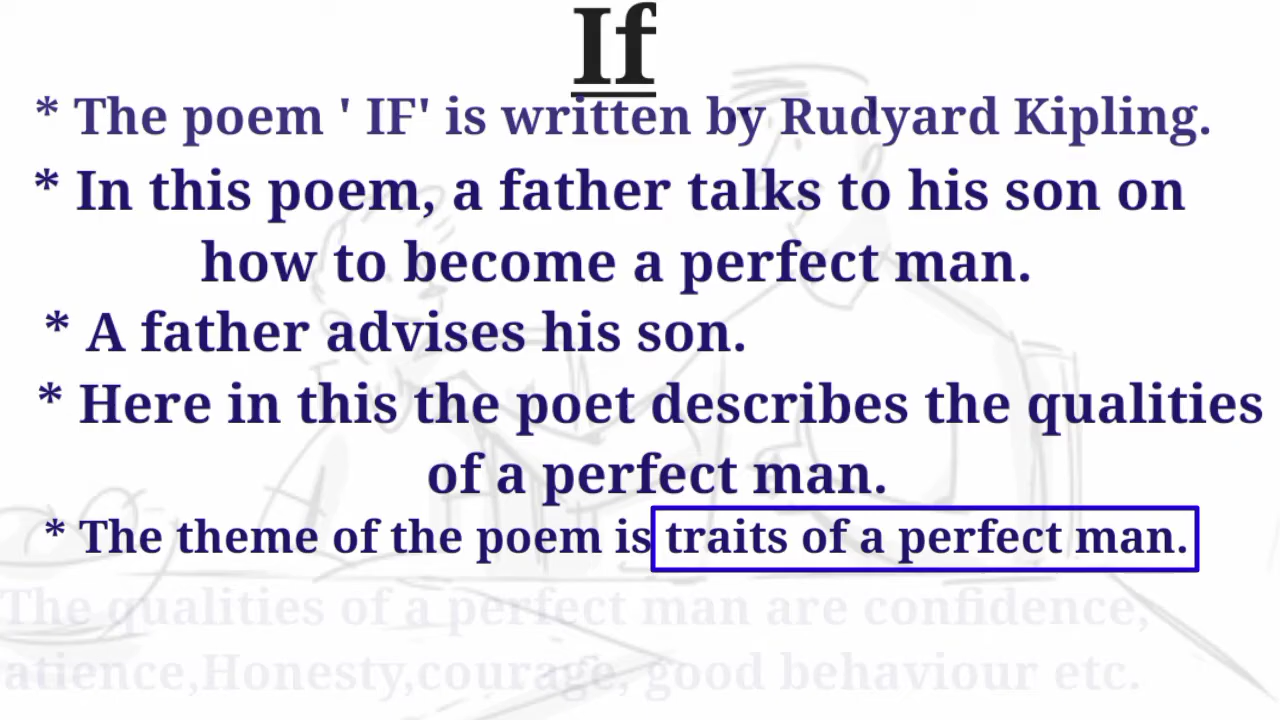 If
* The poem ' IF' is written by Rudyard Kipling.
* In this poem, a father talks to his son on
how to become a perfect man.
* A father advises his son.
* Here in this the poet describes the qualities
of a perfect man.
* The theme of the poem is traits of a perfect man.
The qualities of a perfect man are confidence,
atience,Honesty,courage, good behaviour etc.